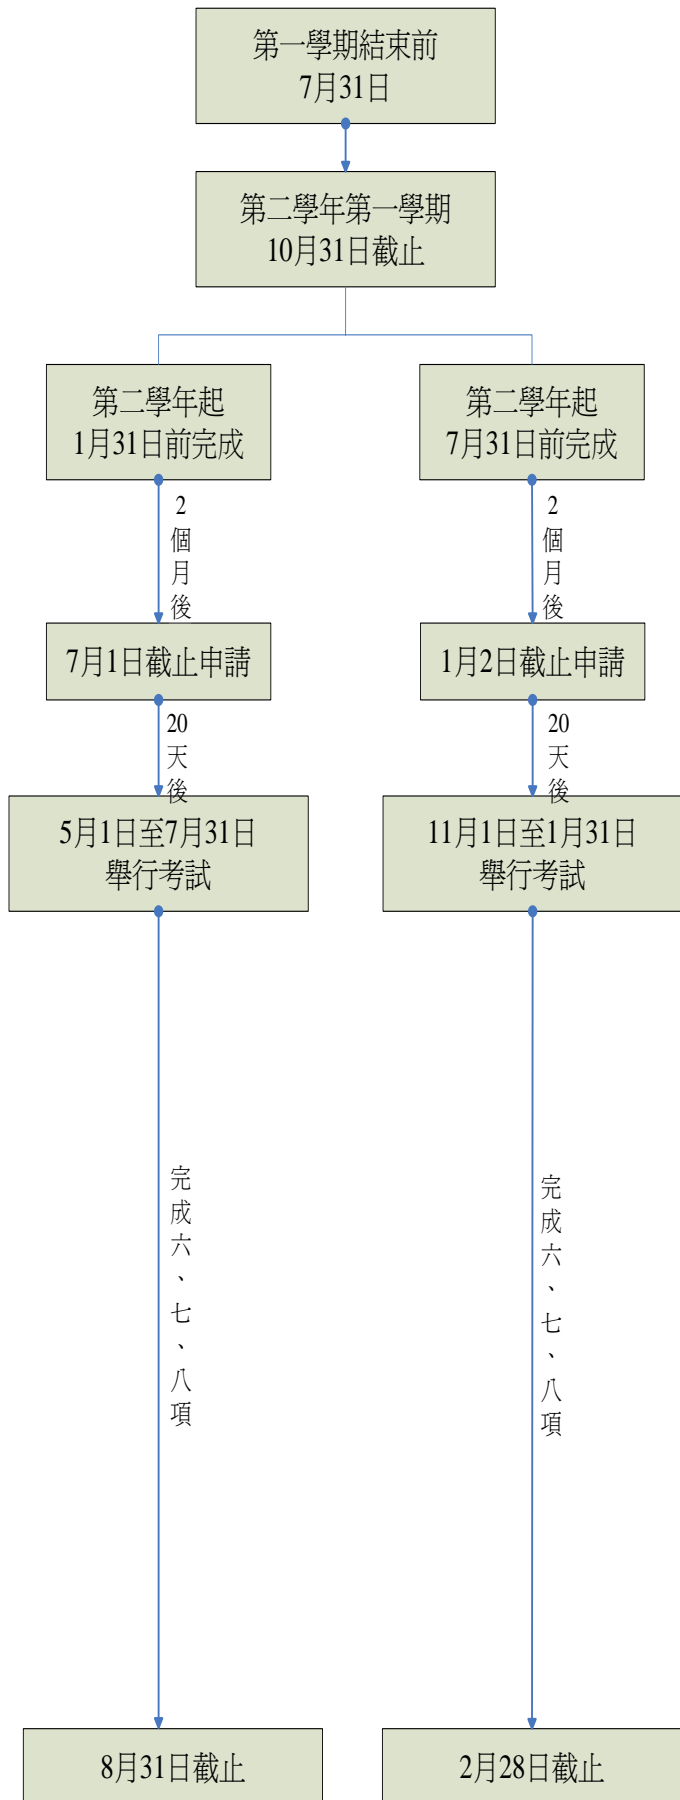 第一學期結束前
7月31日
第二學年第一學期
10月31日截止
第二學年起
1月31日前完成
第二學年起
7月31日前完成
2個月後
2個月後
7月1日截止申請
1月2日截止申請
20天後
20天後
5月1日至7月31日
舉行考試
11月1日至1月31日
舉行考試
完成六、七、八項
完成六、七、八項
8月31日截止
2月28日截止